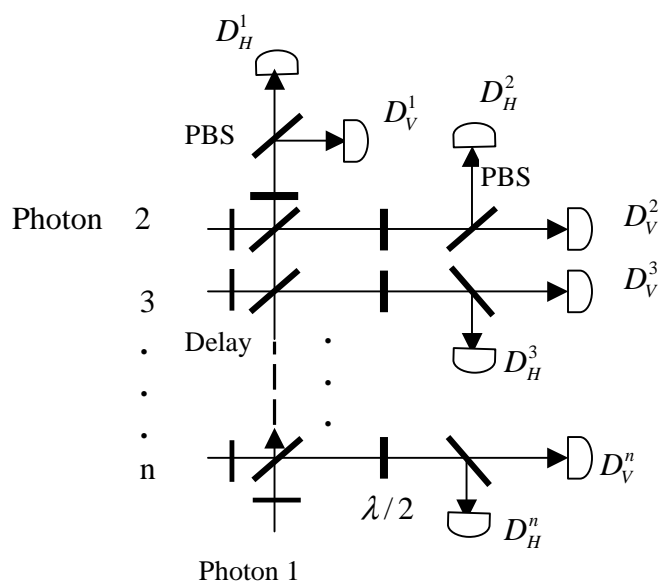 D_H^1
D_V^1
D_H^2
PBS
PBS
Photon 2
D_V^2
3
D_V^3
Delay
D_H^3
.
.
.
.
.
.
n
D_V^n
λ/2
D_H^n
Photon 1